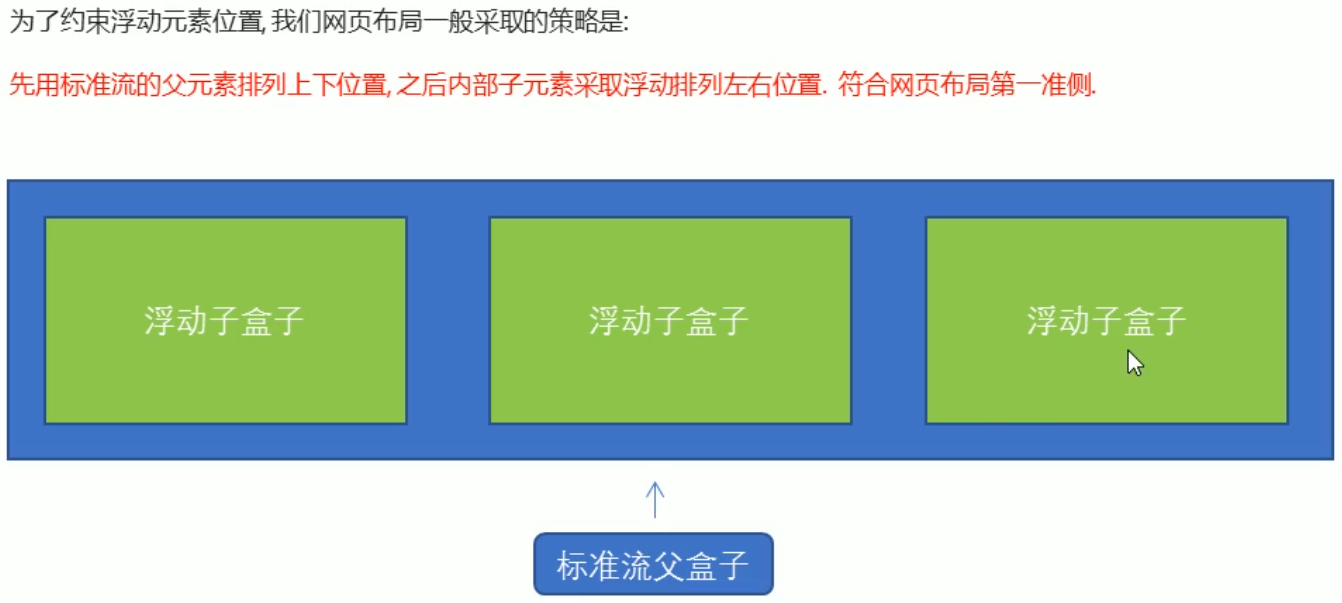 为了约束浮动元素位置, 我们网页布局一般采取的策略是:
先用标准流的父元素排列上下位置, 之后内部子元素采取浮动排列左右位置. 符合网页布局第一准侧.
浮动子盒子
浮动子盒子
浮动子盒子
标准流父盒子